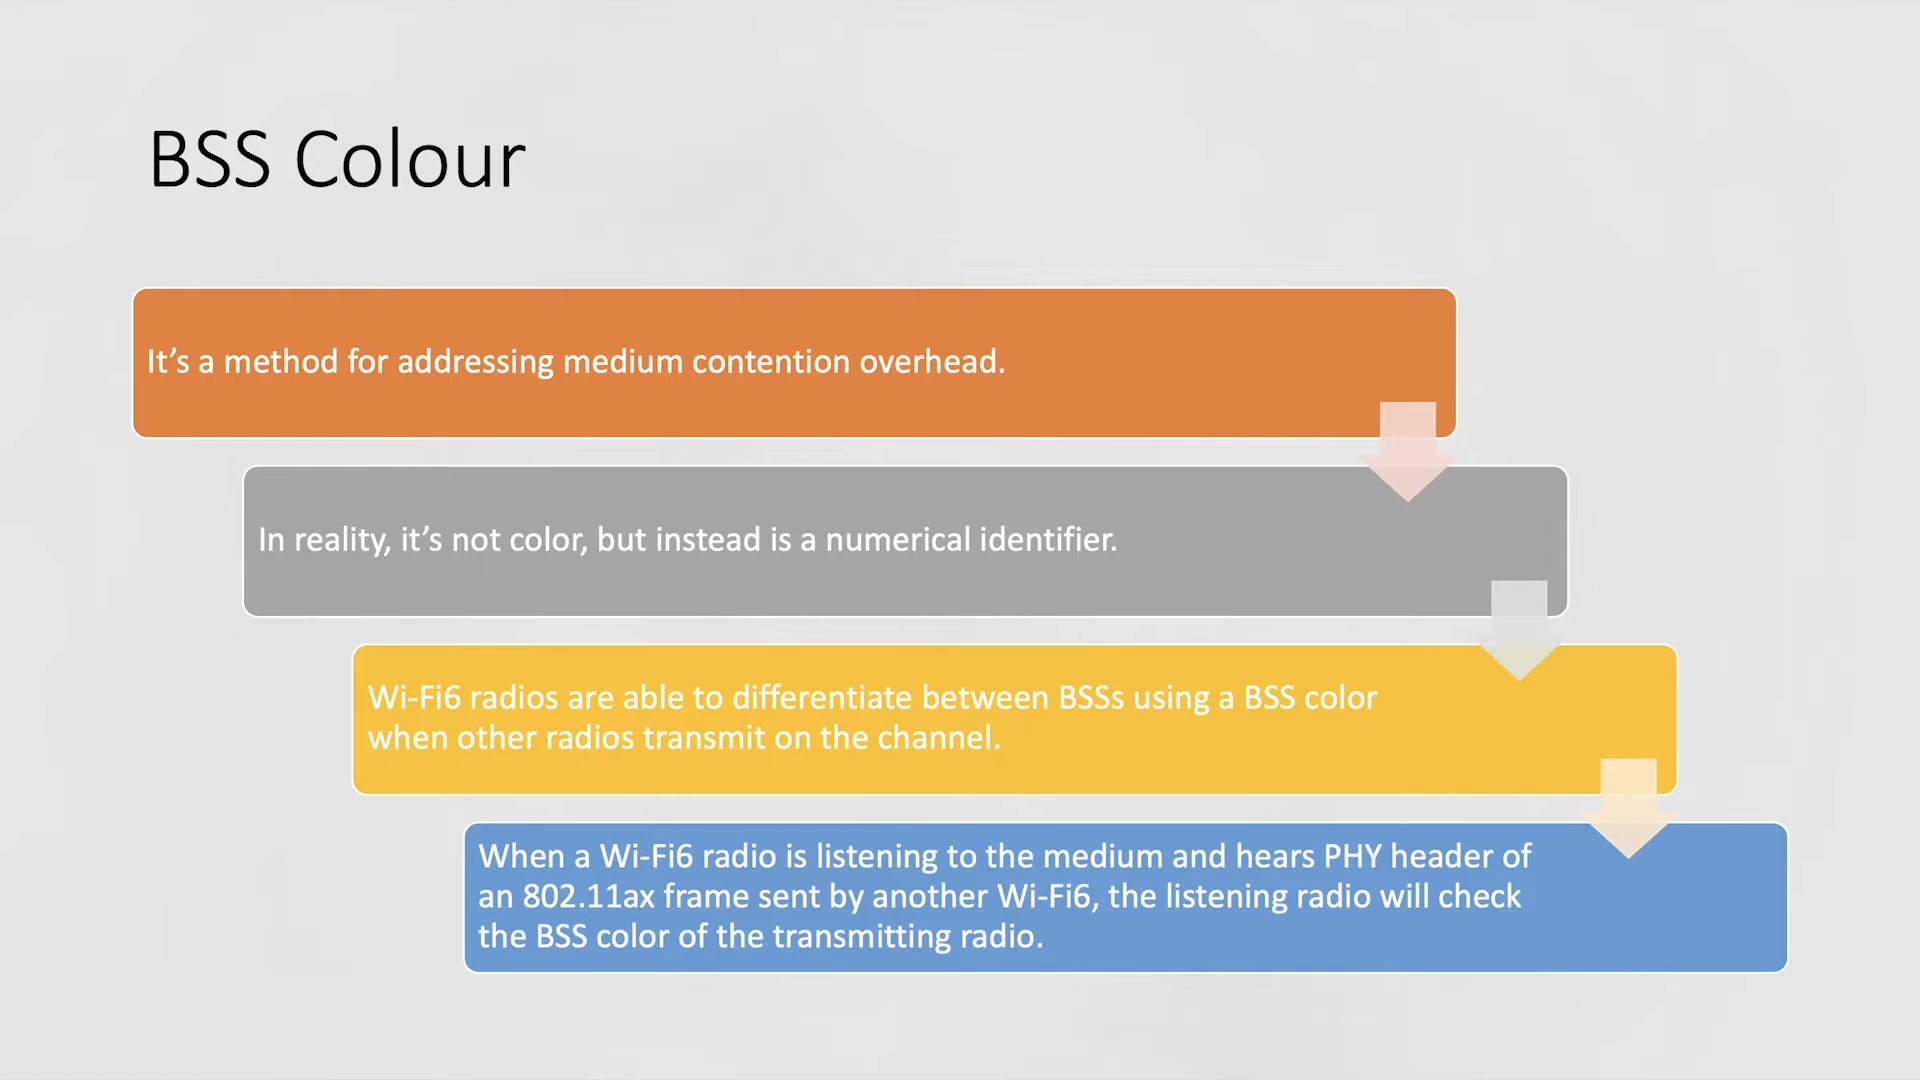 BSS Colour
It’s a method for addressing medium contention overhead.
In reality, it’s not color, but instead is a numerical identifier.
Wi-Fi6 radios are able to differentiate between BSSs using a BSS color
when other radios transmit on the channel.
When a Wi-Fi6 radio is listening to the medium and hears PHY header of
an 802.11ax frame sent by another Wi-Fi6, the listening radio will check
the BSS color of the transmitting radio.